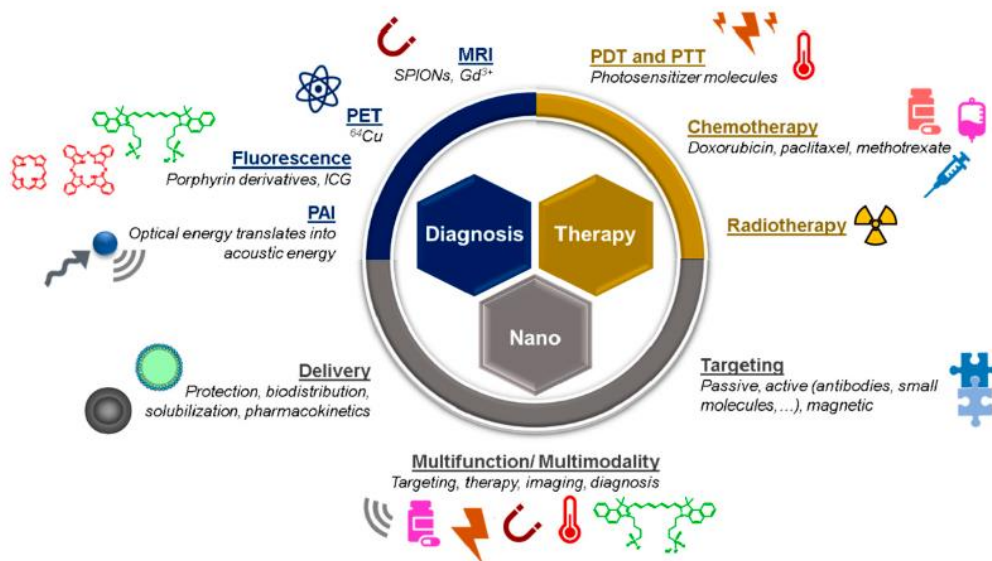 MRI
SPIONs, Gd³⁺
PET
⁶⁴Cu
Fluorescence
Porphyrin derivatives, ICG
PAI
Optical energy translates into
acoustic energy
PDT and PTT
Photosensitizer molecules
Chemotherapy
Doxorubicin, paclitaxel, methotrexate
Radiotherapy
Diagnosis
Therapy
Nano
Delivery
Protection, biodistribution,
solubilization, pharmacokinetics
Targeting
Passive, active (antibodies, small
molecules,…), magnetic
Multifunction/ Multimodality
Targeting, therapy, imaging, diagnosis